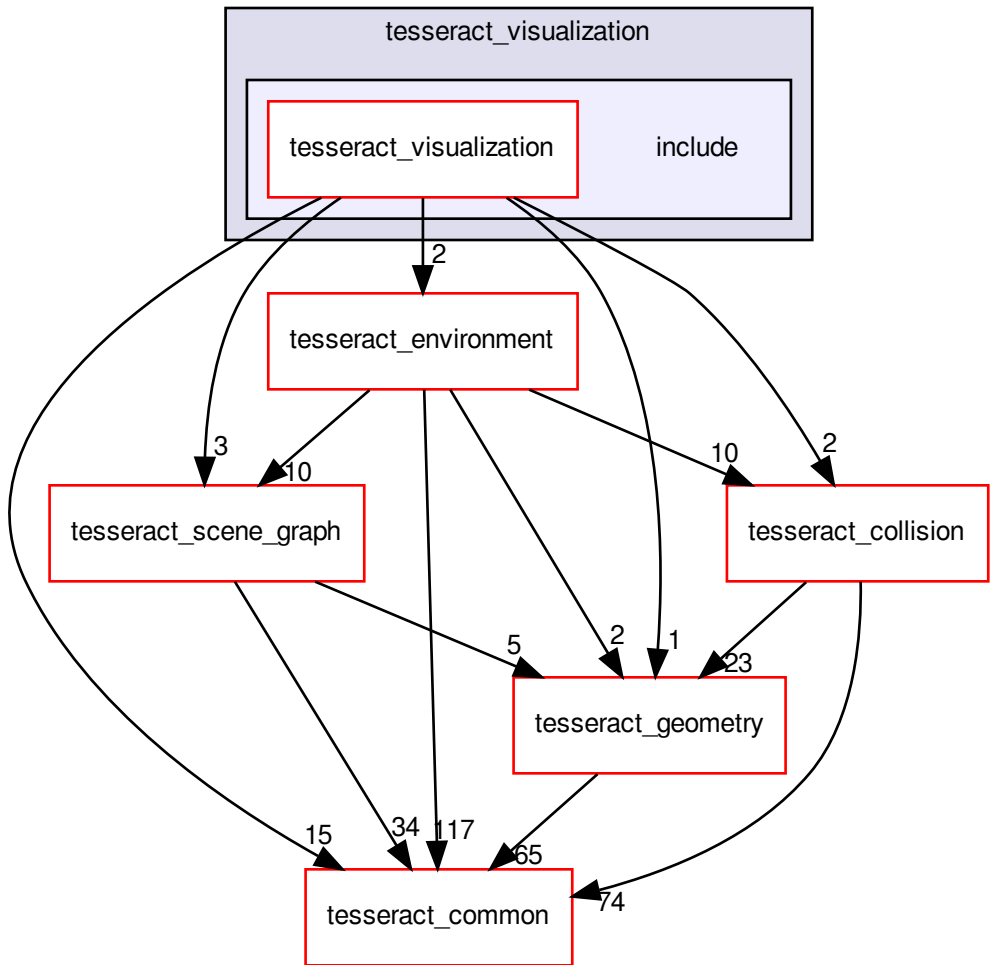 tesseract_visualization
tesseract_visualization
include
2
tesseract_environment
3
10
10
2
tesseract_scene_graph
tesseract_collision
5
2
1
23
tesseract_geometry
15
34
117
65
74
tesseract_common